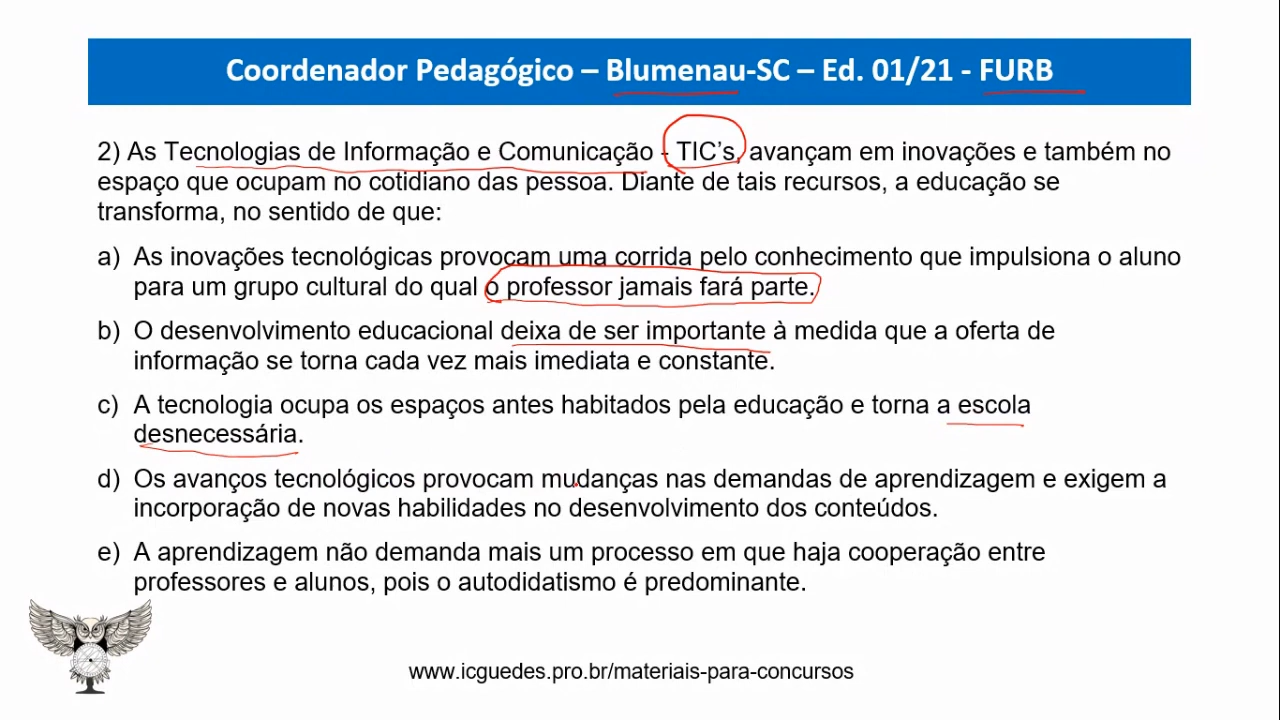 Coordenador Pedagógico – Blumenau-SC – Ed. 01/21 - FURB
2) As Tecnologias de Informação e Comunicação - TIC’s, avançam em inovações e também no
espaço que ocupam no cotidiano das pessoa. Diante de tais recursos, a educação se
transforma, no sentido de que:
a) As inovações tecnológicas provocam uma corrida pelo conhecimento que impulsiona o aluno
para um grupo cultural do qual o professor jamais fará parte.
b) O desenvolvimento educacional deixa de ser importante à medida que a oferta de
informação se torna cada vez mais imediata e constante.
c) A tecnologia ocupa os espaços antes habitados pela educação e torna a escola
desnecessária.
d) Os avanços tecnológicos provocam mudanças nas demandas de aprendizagem e exigem a
incorporação de novas habilidades no desenvolvimento dos conteúdos.
e) A aprendizagem não demanda mais um processo em que haja cooperação entre
professores e alunos, pois o autodidatismo é predominante.
www.icguedes.pro.br/materiais-para-concursos